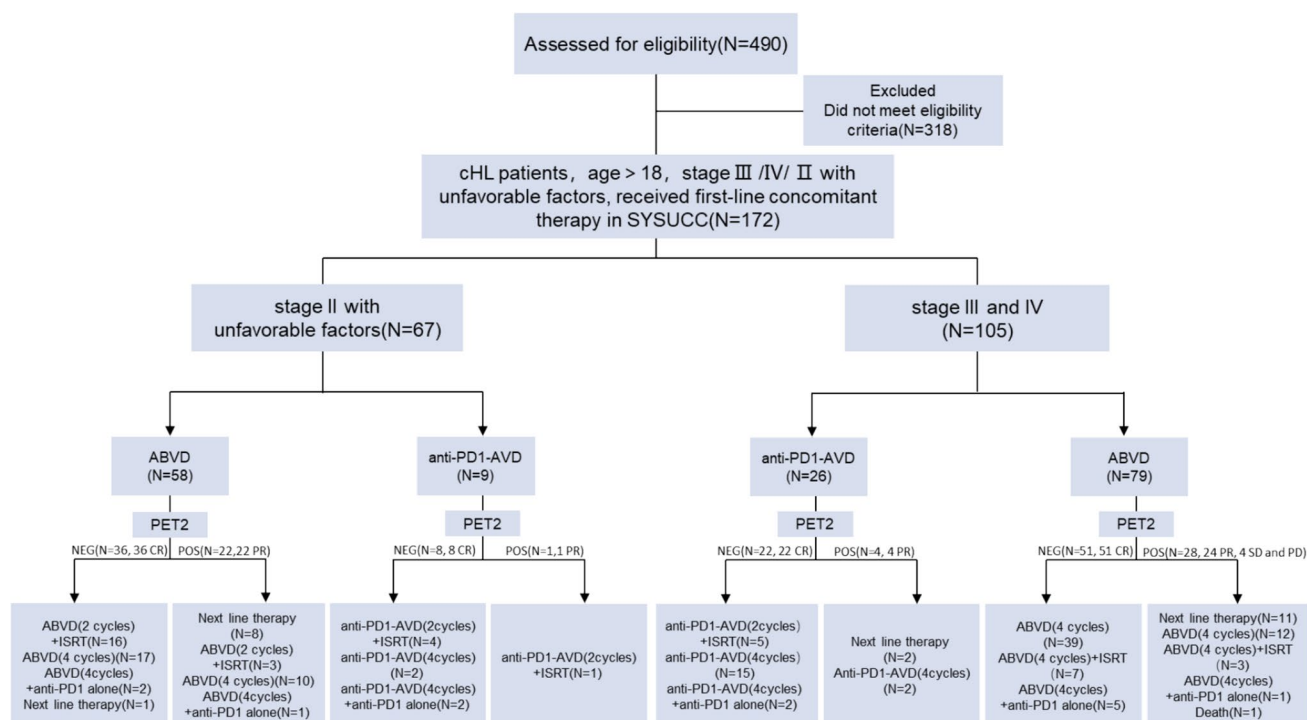 Assessed for eligibility(N=490)
Excluded
Did not meet eligibility
criteria(N=318)
cHL patients，age > 18，stage Ⅲ /Ⅳ/ Ⅱ with
unfavorable factors, received first-line concomitant
therapy in SYSUCC(N=172)
stage Ⅱ with
unfavorable factors(N=67)
stage III and IV
(N=105)
ABVD
(N=58)
anti-PD1-AVD
(N=9)
anti-PD1-AVD
(N=26)
ABVD
(N=79)
PET2
PET2
PET2
PET2
NEG(N=36, 36 CR)
POS(N=22,22 PR)
NEG(N=8, 8 CR)
POS(N=1,1 PR)
NEG(N=22, 22 CR)
POS(N=4, 4 PR)
NEG(N=51, 51 CR)
POS(N=28, 24 PR, 4 SD and PD)
ABVD(2 cycles)
+ISRT(N=16)
ABVD(4 cycles)(N=17)
ABVD(4cycles)
+anti-PD1 alone(N=2)
Next line therapy(N=1)
Next line therapy
(N=8)
ABVD(2 cycles)
+ISRT(N=3)
ABVD(4 cycles)(N=10)
ABVD(4cycles)
+anti-PD1 alone(N=1)
anti-PD1-AVD(2cycles)
+ISRT(N=4)
anti-PD1-AVD(4cycles)
(N=2)
anti-PD1-AVD(4cycles)
+anti-PD1 alone(N=2)
anti-PD1-AVD(2cycles)
+ISRT(N=1)
anti-PD1-AVD(2cycles)
+ISRT(N=5)
anti-PD1-AVD(4cycles)
(N=15)
anti-PD1-AVD(4cycles)
+anti-PD1 alone(N=2)
Next line therapy
(N=2)
Anti-PD1-AVD(4cycles)
(N=2)
ABVD(4 cycles)
(N=39)
ABVD(4 cycles)+ISRT
(N=7)
ABVD(4cycles)
+anti-PD1 alone(N=5)
Next line therapy(N=11)
ABVD(4 cycles)(N=12)
ABVD(4 cycles)+ISRT
(N=3)
ABVD(4cycles)
+anti-PD1 alone(N=1)
Death(N=1)